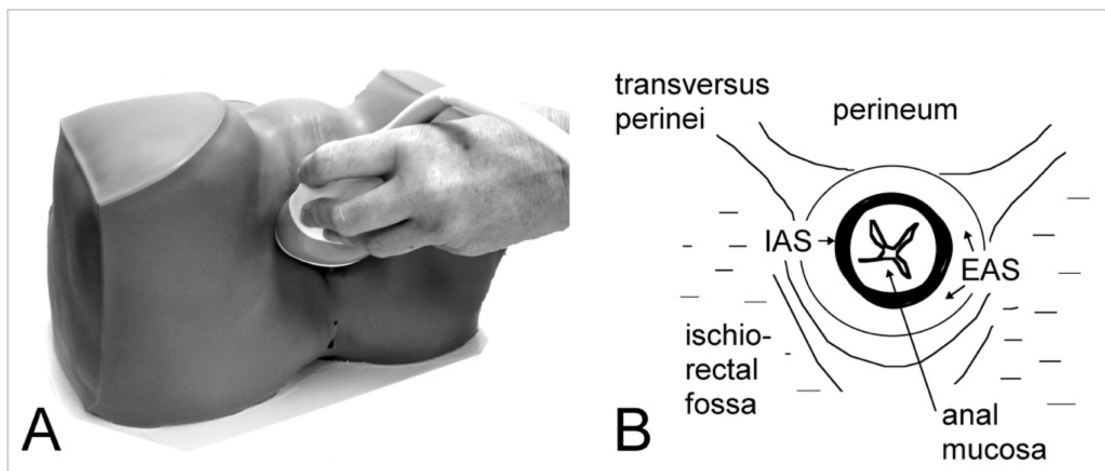 A
transversus
perinei
perineum
IAS
EAS
ischio-
rectal
fossa
anal
mucosa
B